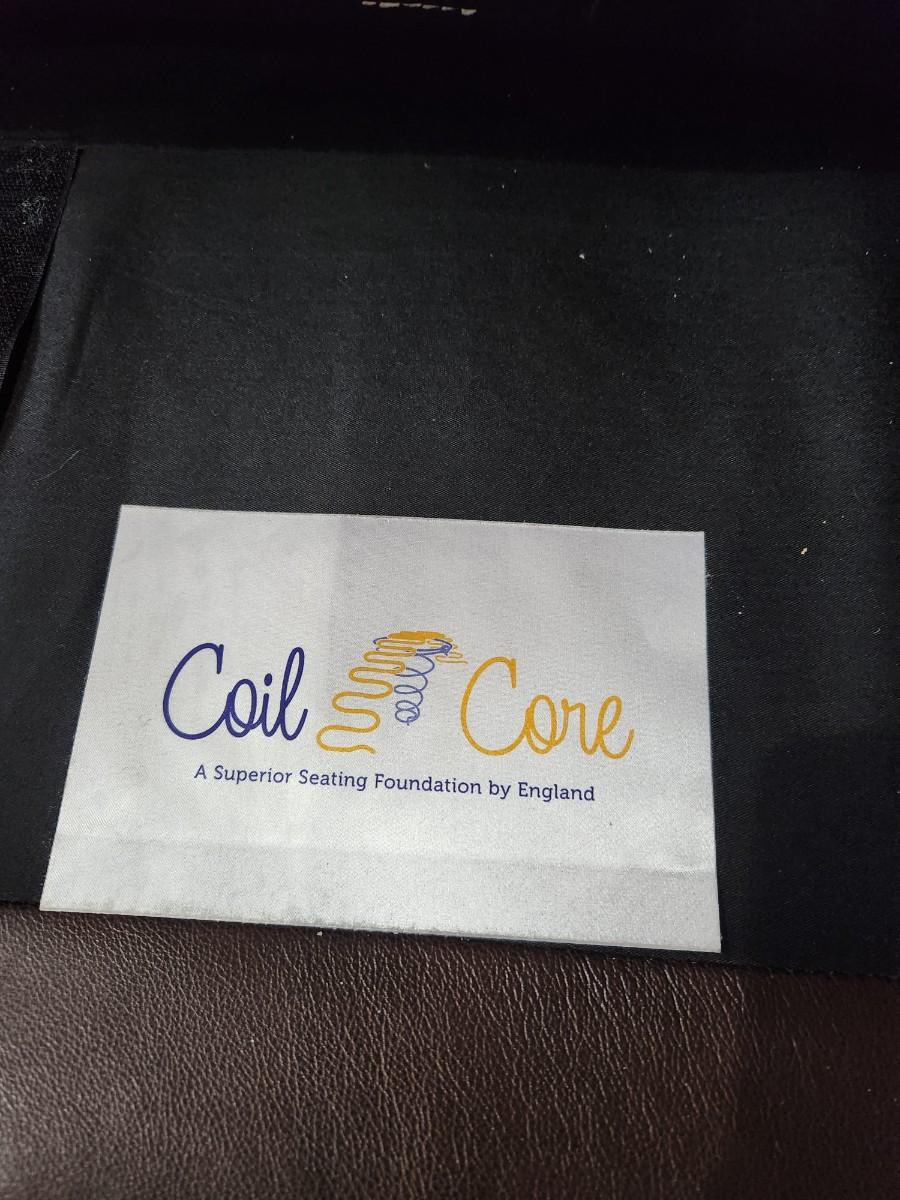 Coil Core
A Superior Seating Foundation by England